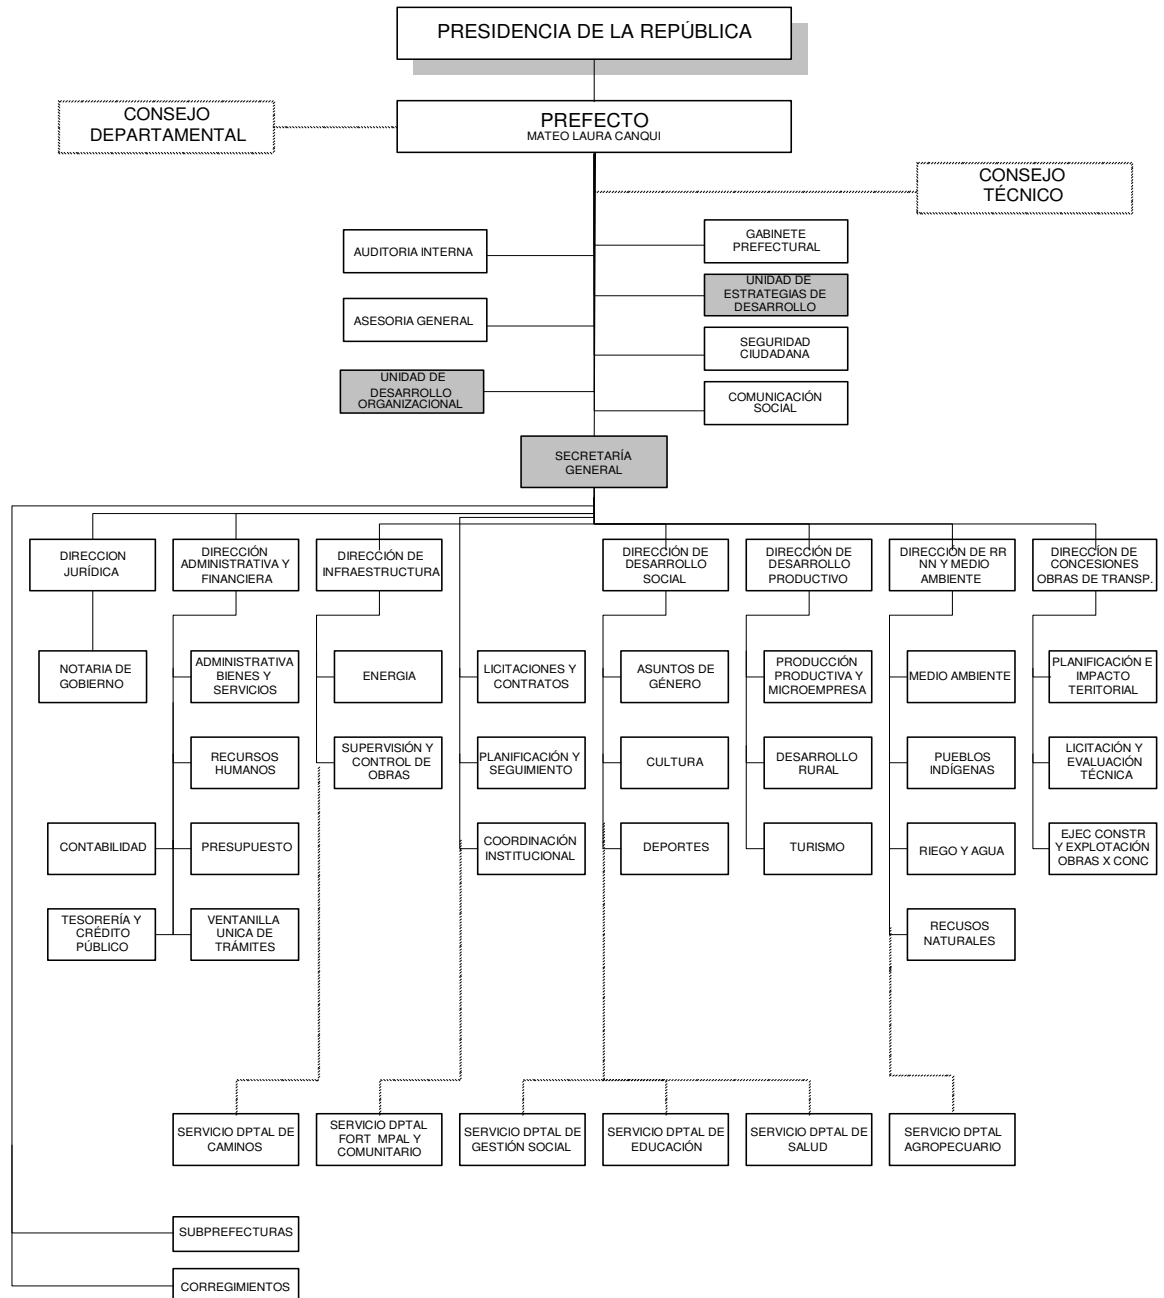 PRESIDENCIA DE LA REPÚBLICA
CONSEJO
DEPARTAMENTAL
PREFECTO
MATEO LAURA CANQUI
CONSEJO
TÉCNICO
AUDITORIA INTERNA
GABINETE
PREFECTURAL
UNIDAD DE
ESTRATEGIAS DE
DESARROLLO
ASESORIA GENERAL
SEGURIDAD
CIUDADANA
UNIDAD DE
DESARROLLO
ORGANIZACIONAL
COMUNICACIÓN
SOCIAL
SECRETARÍA
GENERAL
DIRECCION
JURÍDICA
DIRECCIÓN
ADMINISTRATIVA Y
FINANCIERA
DIRECCIÓN DE
INFRAESTRUCTURA
DIRECCIÓN DE
DESARROLLO
SOCIAL
DIRECCIÓN DE
DESARROLLO
PRODUCTIVO
DIRECCIÓN DE RR
NN Y MEDIO
AMBIENTE
DIRECCÍON DE
CONCESIONES
OBRAS DE TRANSP.
NOTARIA DE
GOBIERNO
ADMINISTRATIVA
BIENES Y
SERVICIOS
ENERGIA
LICITACIONES Y
CONTRATOS
ASUNTOS DE
GÉNERO
PRODUCCIÓN
PRODUCTIVA Y
MICROEMPRESA
MEDIO AMBIENTE
PLANIFICACIÓN E
IMPACTO
TERITORIAL
RECURSOS
HUMANOS
SUPERVISIÓN Y
CONTROL DE
OBRAS
PLANIFICACIÓN Y
SEGUIMIENTO
CULTURA
DESARROLLO
RURAL
PUEBLOS
INDÍGENAS
LICITACIÓN Y
EVALUACIÓN
TÉCNICA
CONTABILIDAD
PRESUPUESTO
COORDINACIÓN
INSTITUCIONAL
DEPORTES
TURISMO
RIEGO Y AGUA
EJEC CONSTR
Y EXPLOTACIÓN
OBRAS X CONC
TESORERÍA Y
CRÉDITO
PÚBLICO
VENTANILLA
UNICA DE
TRÁMITES
RECUSOS
NATURALES
SERVICIO DPTAL DE
CAMINOS
SERVICIO DPTAL
FORT MPAL Y
COMUNITARIO
SERVICIO DPTAL DE
GESTIÓN SOCIAL
SERVICIO DPTAL DE
EDUCACIÓN
SERVICIO DPTAL DE
SALUD
SERVICIO DPTAL
AGROPECUARIO
SUBPREFECTURAS
CORREGIMIENTOS